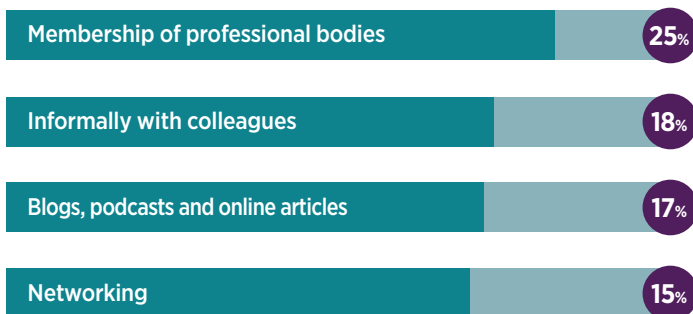 Membership of professional bodies 25%
Informally with colleagues 18%
Blogs, podcasts and online articles 17%
Networking 15%